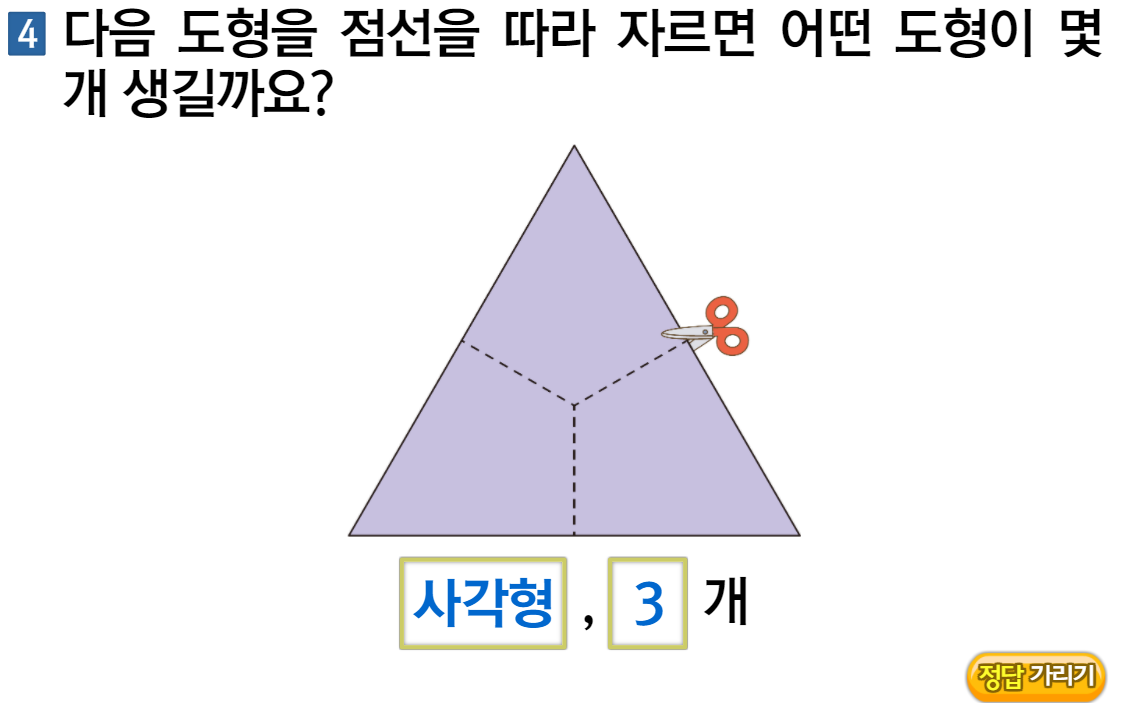 4 다음 도형을 점선을 따라 자르면 어떤 도형이 몇
개 생길까요?
사각형 , 3 개
정답 가리기